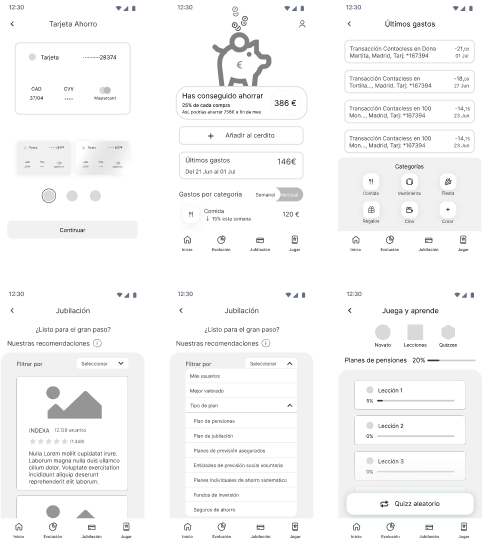 12:30
Tarjeta Ahorro
Tarjeta ············28374
CAD CVV
37/04 ···· Mastercard
Continuar
12:30
€
Has conseguido ahorrar
25% de cada compra
386 €
Así, podrías ahorrar 758€ a fin de mes
+ Añadir al cerdito
Últimos gastos
146€
Del 21 Jun al 01 Jul
Gastos por categoría Semanal Mensual
Comida
↓ 15% esta semana
120 €
Inicio Evolución Jubilación Jugar
12:30
Últimos gastos
Transacción Contacless en Dona -21,05
Martita, Madrid, Tarj. *167394 01 Jul
Transacción Contacless en -18,09
Tortilla..., Madrid, Tarj. *167394 27 Jun
Transacción Contacless en 100 -14,75
Mon..., Madrid, Tarj. *167394 23 Jun
Transacción Contacless en 100 -14,75
Mon..., Madrid, Tarj. *167394 23 Jun
Categorías
Comida Vestimenta Fiesta
Regalos Cine Crear
Inicio Evolución Jubilación Jugar
12:30
Jubilación
¿Listo para el gran paso?
Nuestras recomendaciones
Filtrar por Seleccionar
INDEXA 12.128 usuarios
(1.348)
Nulla Lorem mollit cupidatat irure.
Laborum magna nulla duis ullamco
cillum dolor. Voluptate exercitation
incididunt aliquip deserunt
reprehenderit elit laborum.
Inicio Evolución Jubilación Jugar
12:30
Jubilación
¿Listo para el gran paso?
Nuestras recomendaciones
Filtrar por Seleccionar
Más usuarios
Mejor valorado
Tipo de plan
Plan de pensiones
Plan de jubilación
Planes de previsión asegurados
Entidades de previsión social voluntaria
Planes Individuales de ahorro sistemático
Fondos de inversión
Seguros de ahorro
Inicio Evolución Jubilación Jugar
12:30
Juega y aprende
Novato Lecciones Quizzes
Planes de pensiones 20%
Lección 1
5%
Lección 2
0%
Lección 3
0%
Quizz aleatorio
Inicio Evolución Jubilación Jugar